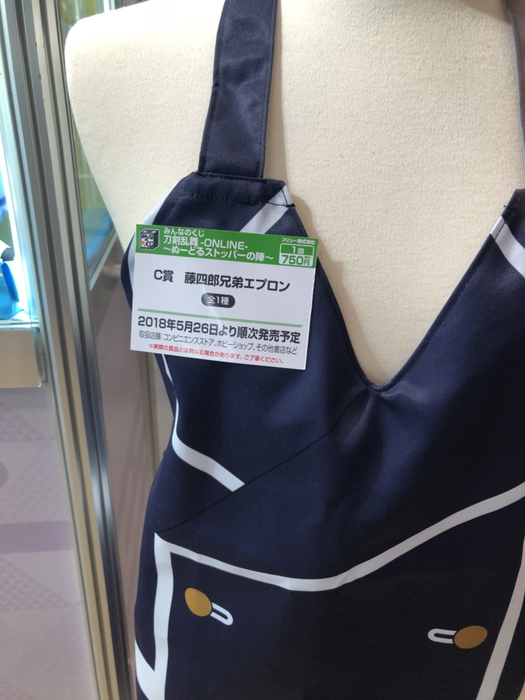 みんなのくじ
刀剣乱舞-ONLINE-
～ぬーどるストッパーの陣～
フリュー株式会社
1回
750円
C賞 藤四郎兄弟エプロン
全1種
2018年5月26日より順次発売予定
取扱店舗：コンビニエンスストア、ホビーショップ、その他書店など
※実際の賞品とは異なる場合があります。ご了承ください。